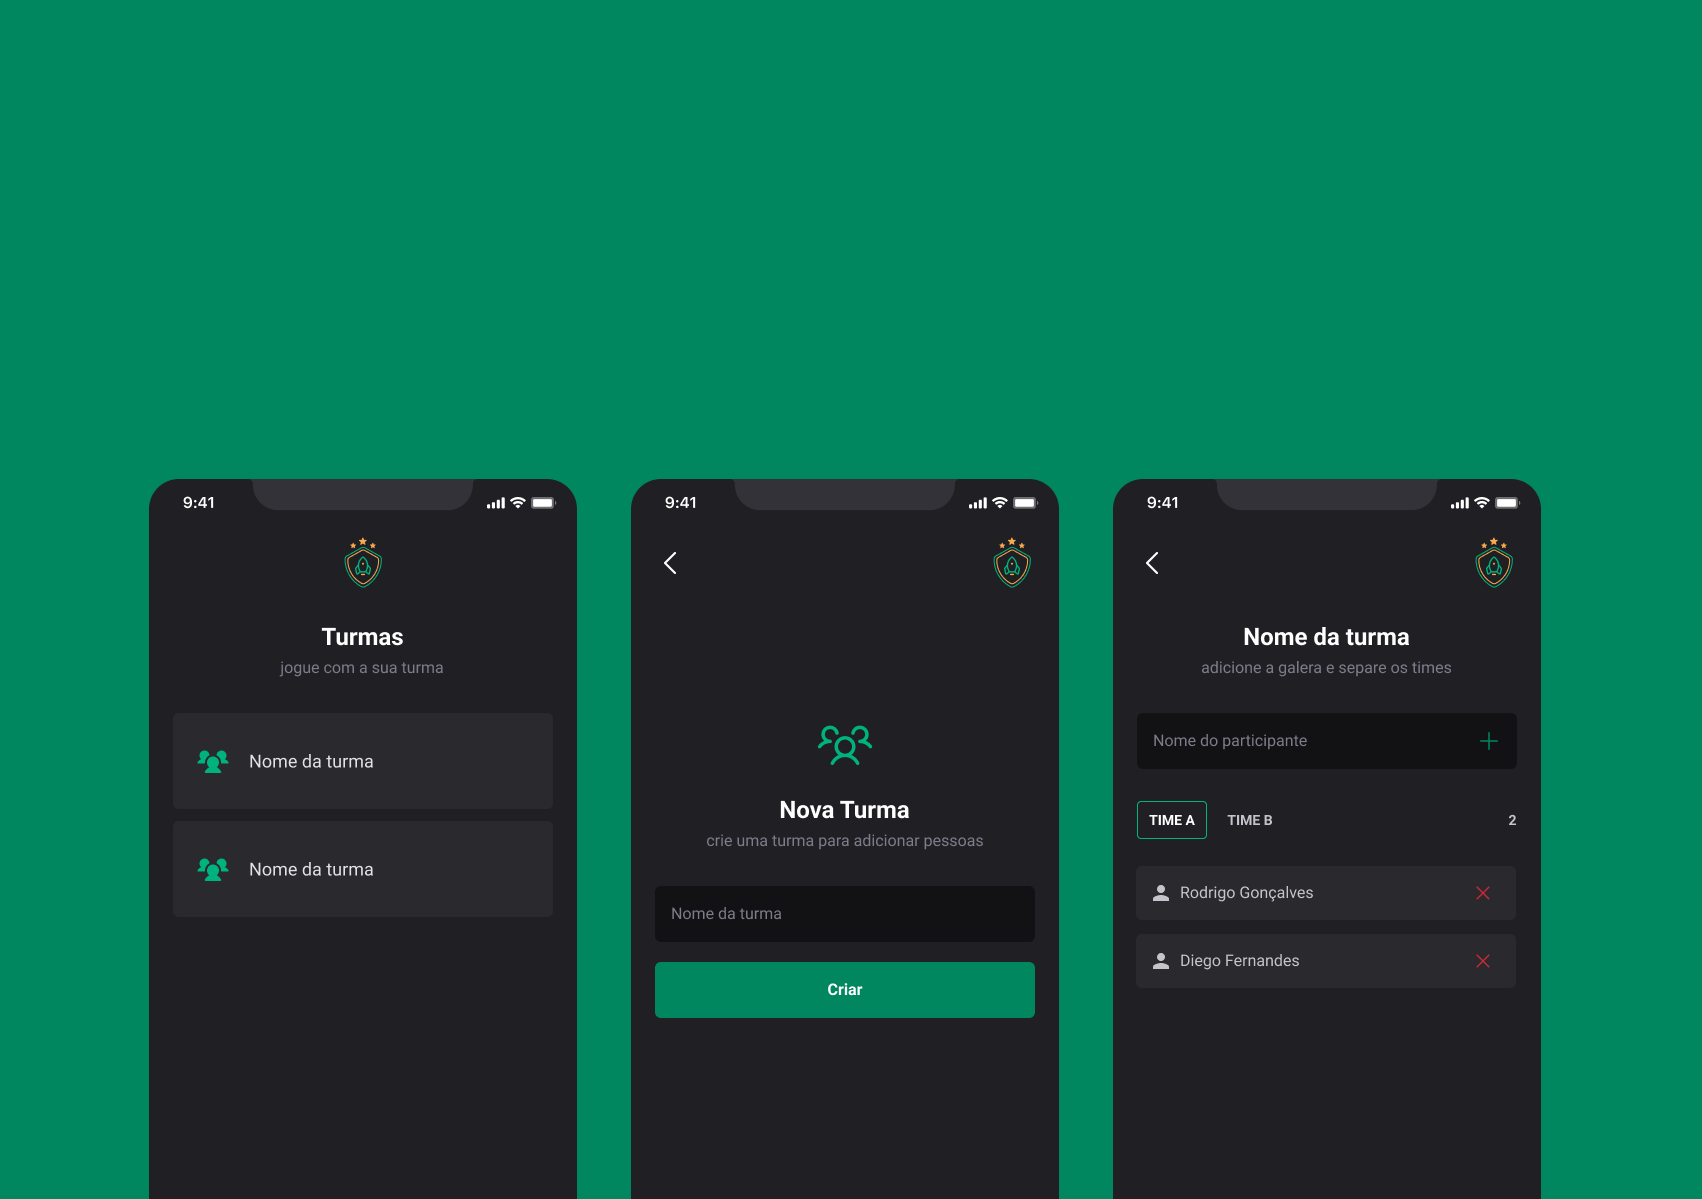 9:41
Turmas
jogue com a sua turma
Nome da turma
Nome da turma
9:41
Nova Turma
crie uma turma para adicionar pessoas
Nome da turma
Criar
9:41
Nome da turma
adicione a galera e separe os times
Nome do participante
TIME A TIME B 2
Rodrigo Gonçalves
Diego Fernandes